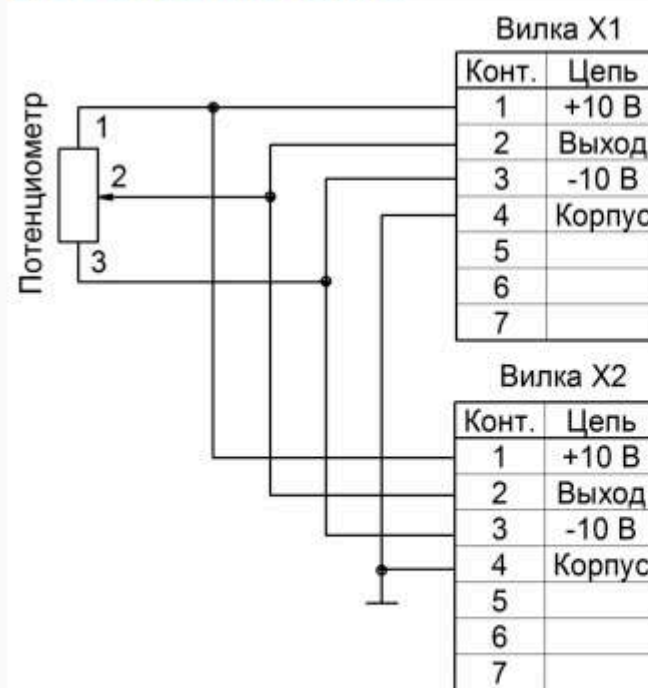 Потенциометр
1
2
3
Вилка X1
Конт. Цепь
1 +10 В
2 Выход
3 -10 В
4 Корпус
5
6
7
Вилка X2
Конт. Цепь
1 +10 В
2 Выход
3 -10 В
4 Корпус
5
6
7